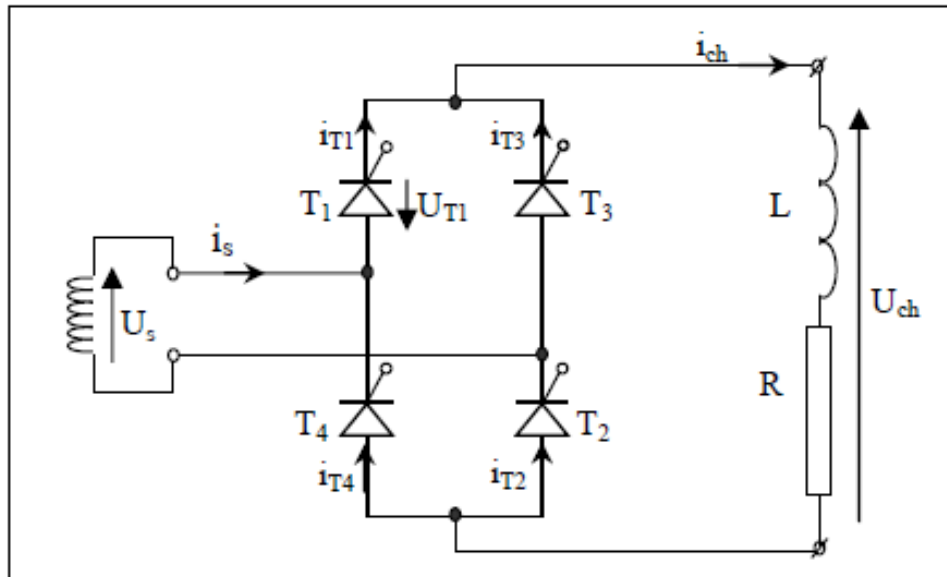 i_ch
i_T1
i_T3
T_1
U_T1
T_3
L
i_s
U_s
U_ch
R
T_4
T_2
i_T4
i_T2